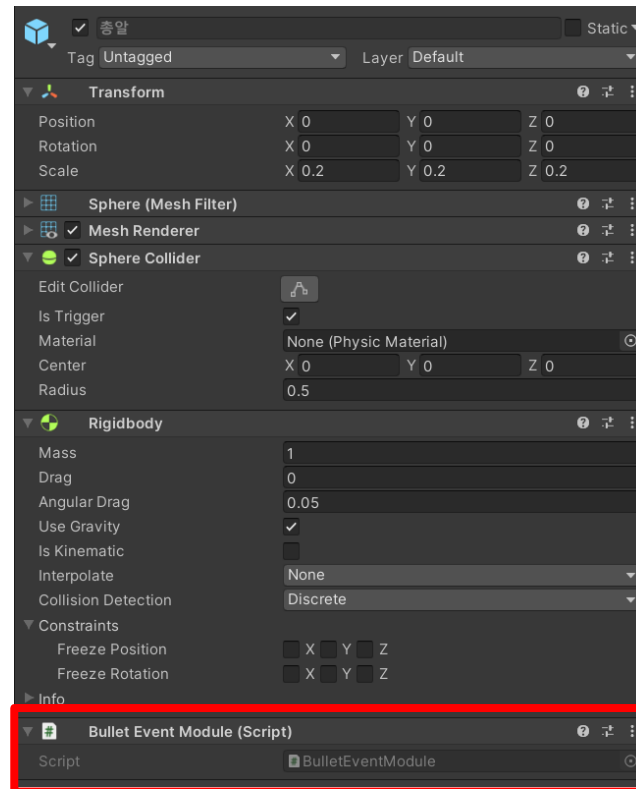 총알 Static
Tag Untagged Layer Default
Transform
Position X 0 Y 0 Z 0
Rotation X 0 Y 0 Z 0
Scale X 0.2 Y 0.2 Z 0.2
Sphere (Mesh Filter)
Mesh Renderer
Sphere Collider
Edit Collider
Is Trigger
Material None (Physic Material)
Center X 0 Y 0 Z 0
Radius 0.5
Rigidbody
Mass 1
Drag 0
Angular Drag 0.05
Use Gravity
Is Kinematic
Interpolate None
Collision Detection Discrete
Constraints
Freeze Position X Y Z
Freeze Rotation X Y Z
Info
# Bullet Event Module (Script)
Script BulletEventModule